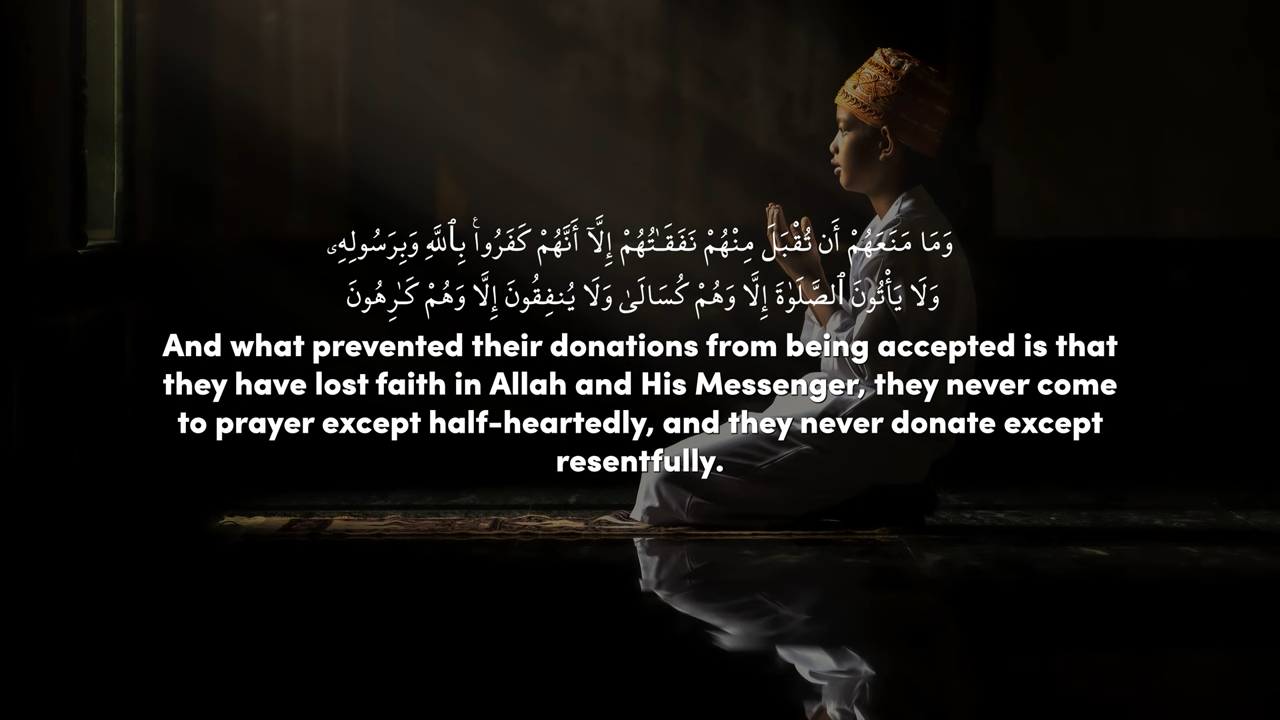 وَمَا مَنَعَهُمْ أَن تُقْبَلَ مِنْهُمْ نَفَقَـٰتُهُمْ إِلَّآ أَنَّهُمْ كَفَرُوا۟ بِٱللَّهِ وَبِرَسُولِهِۦ
وَلَا يَأْتُونَ ٱلصَّلَوٰةَ إِلَّا وَهُمْ كُسَالَىٰ وَلَا يُنفِقُونَ إِلَّا وَهُمْ كَـٰرِهُونَ
And what prevented their donations from being accepted is that
they have lost faith in Allah and His Messenger, they never come
to prayer except half-heartedly, and they never donate except
resentfully.